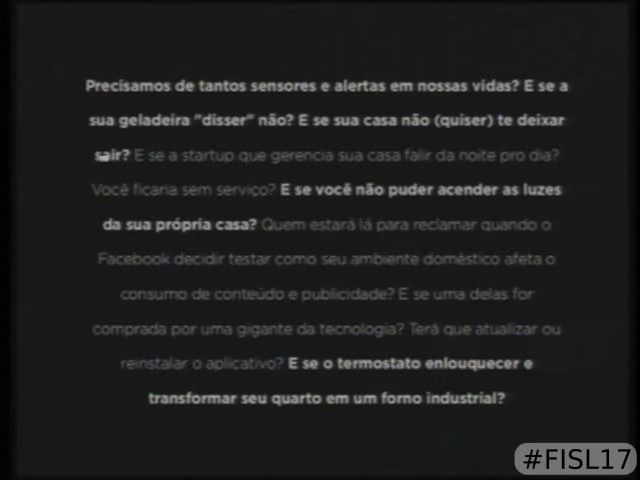 Precisamos de tantos sensores e alertas em nossas vidas? E se a
sua geladeira "disser" não? E se sua casa não (quiser) te deixar
sair? E se a startup que gerencia sua casa falir da noite pro dia?
Você ficaria sem serviço? E se você não puder acender as luzes
da sua própria casa? Quem estará lá para reclamar quando o
Facebook decidir testar como seu ambiente doméstico afeta o
consumo de conteúdo e publicidade? E se uma delas for
comprada por uma gigante da tecnologia? Terá que atualizar ou
reinstalar o aplicativo? E se o termostato enlouquecer e
transformar seu quarto em um forno industrial?
#FISL17